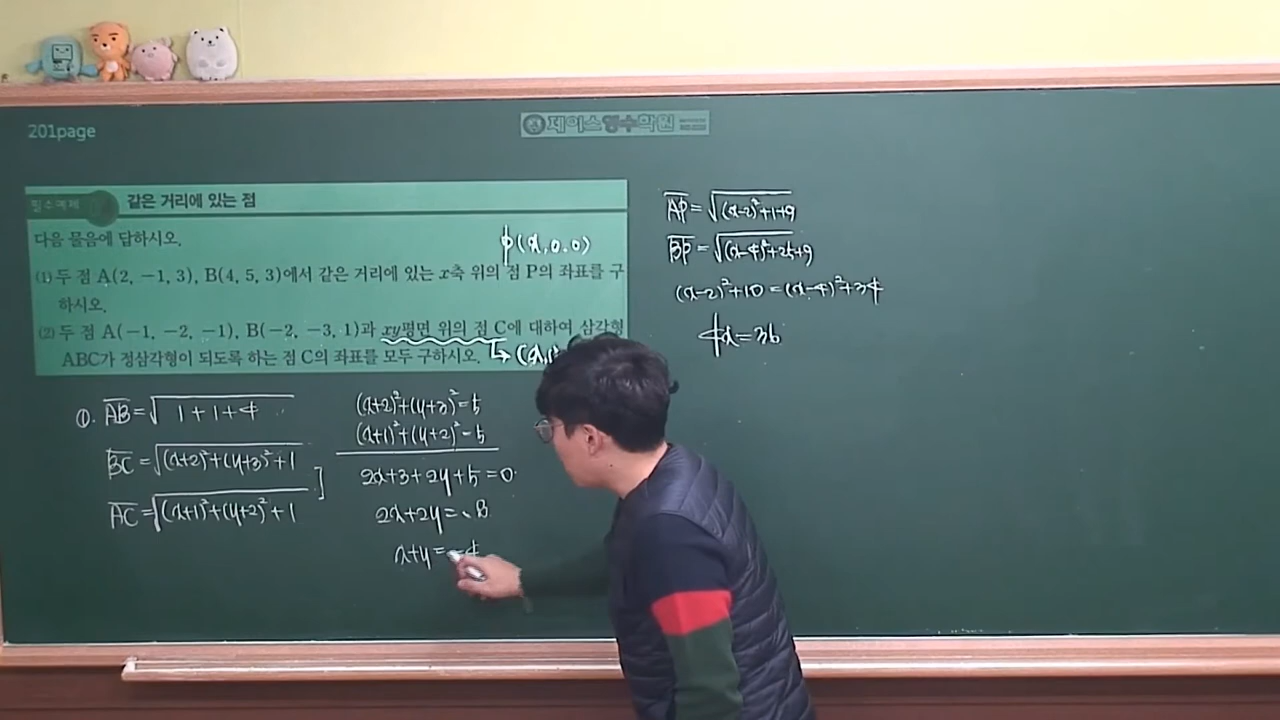 201page
제이스영수학원
필수예제 같은 거리에 있는 점
다음 물음에 답하시오.
P(x,0,0)
(1) 두 점 A(2, −1, 3), B(4, 5, 3)에서 같은 거리에 있는 x축 위의 점 P의 좌표를 구
하시오.
(2) 두 점 A(−1, −2, −1), B(−2, −3, 1)과 xy평면 위의 점 C에 대하여 삼각형
ABC가 정삼각형이 되도록 하는 점 C의 좌표를 모두 구하시오.
①. AB=√1+1+4
BC=√(x+2)²+(y+3)²+1
AC=√(x+1)²+(y+2)²+1
(x+2)²+(y+3)²=5
(x+1)²+(y+2)²=5
2x+3+2y+5=0
2x+2y=-8
x+y=-4
AP=√(x-2)²+1+9
BP=√(x-4)²+25+9
(x-2)²+10=(x-4)²+34
4x=36